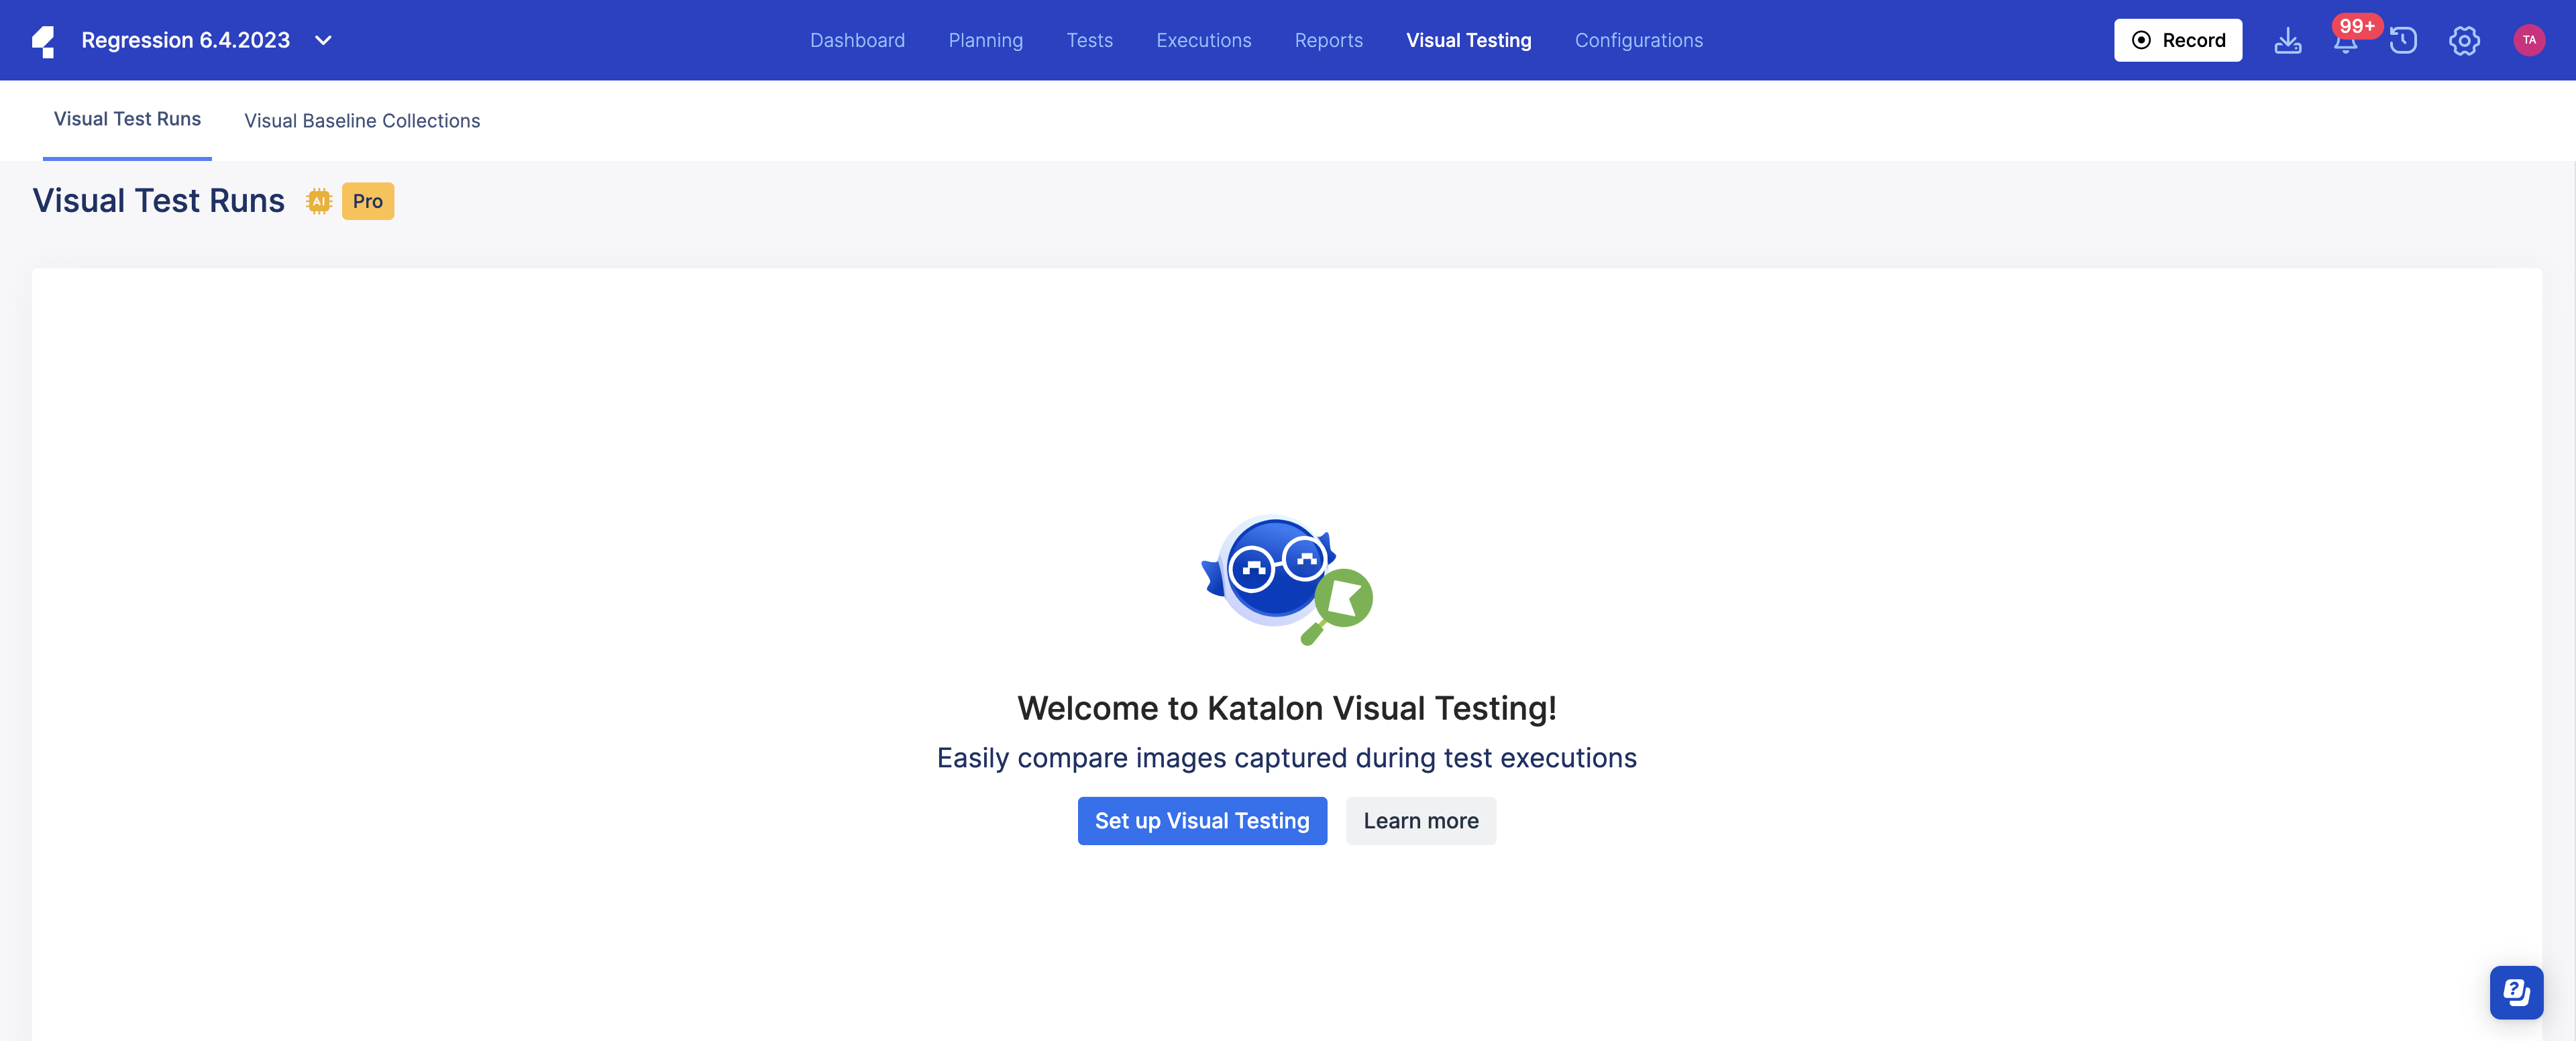 Regression 6.4.2023
Dashboard Planning Tests Executions Reports Visual Testing Configurations
Record
99+
TA
Visual Test Runs Visual Baseline Collections
Visual Test Runs AI Pro
Welcome to Katalon Visual Testing!
Easily compare images captured during test executions
Set up Visual Testing Learn more
?